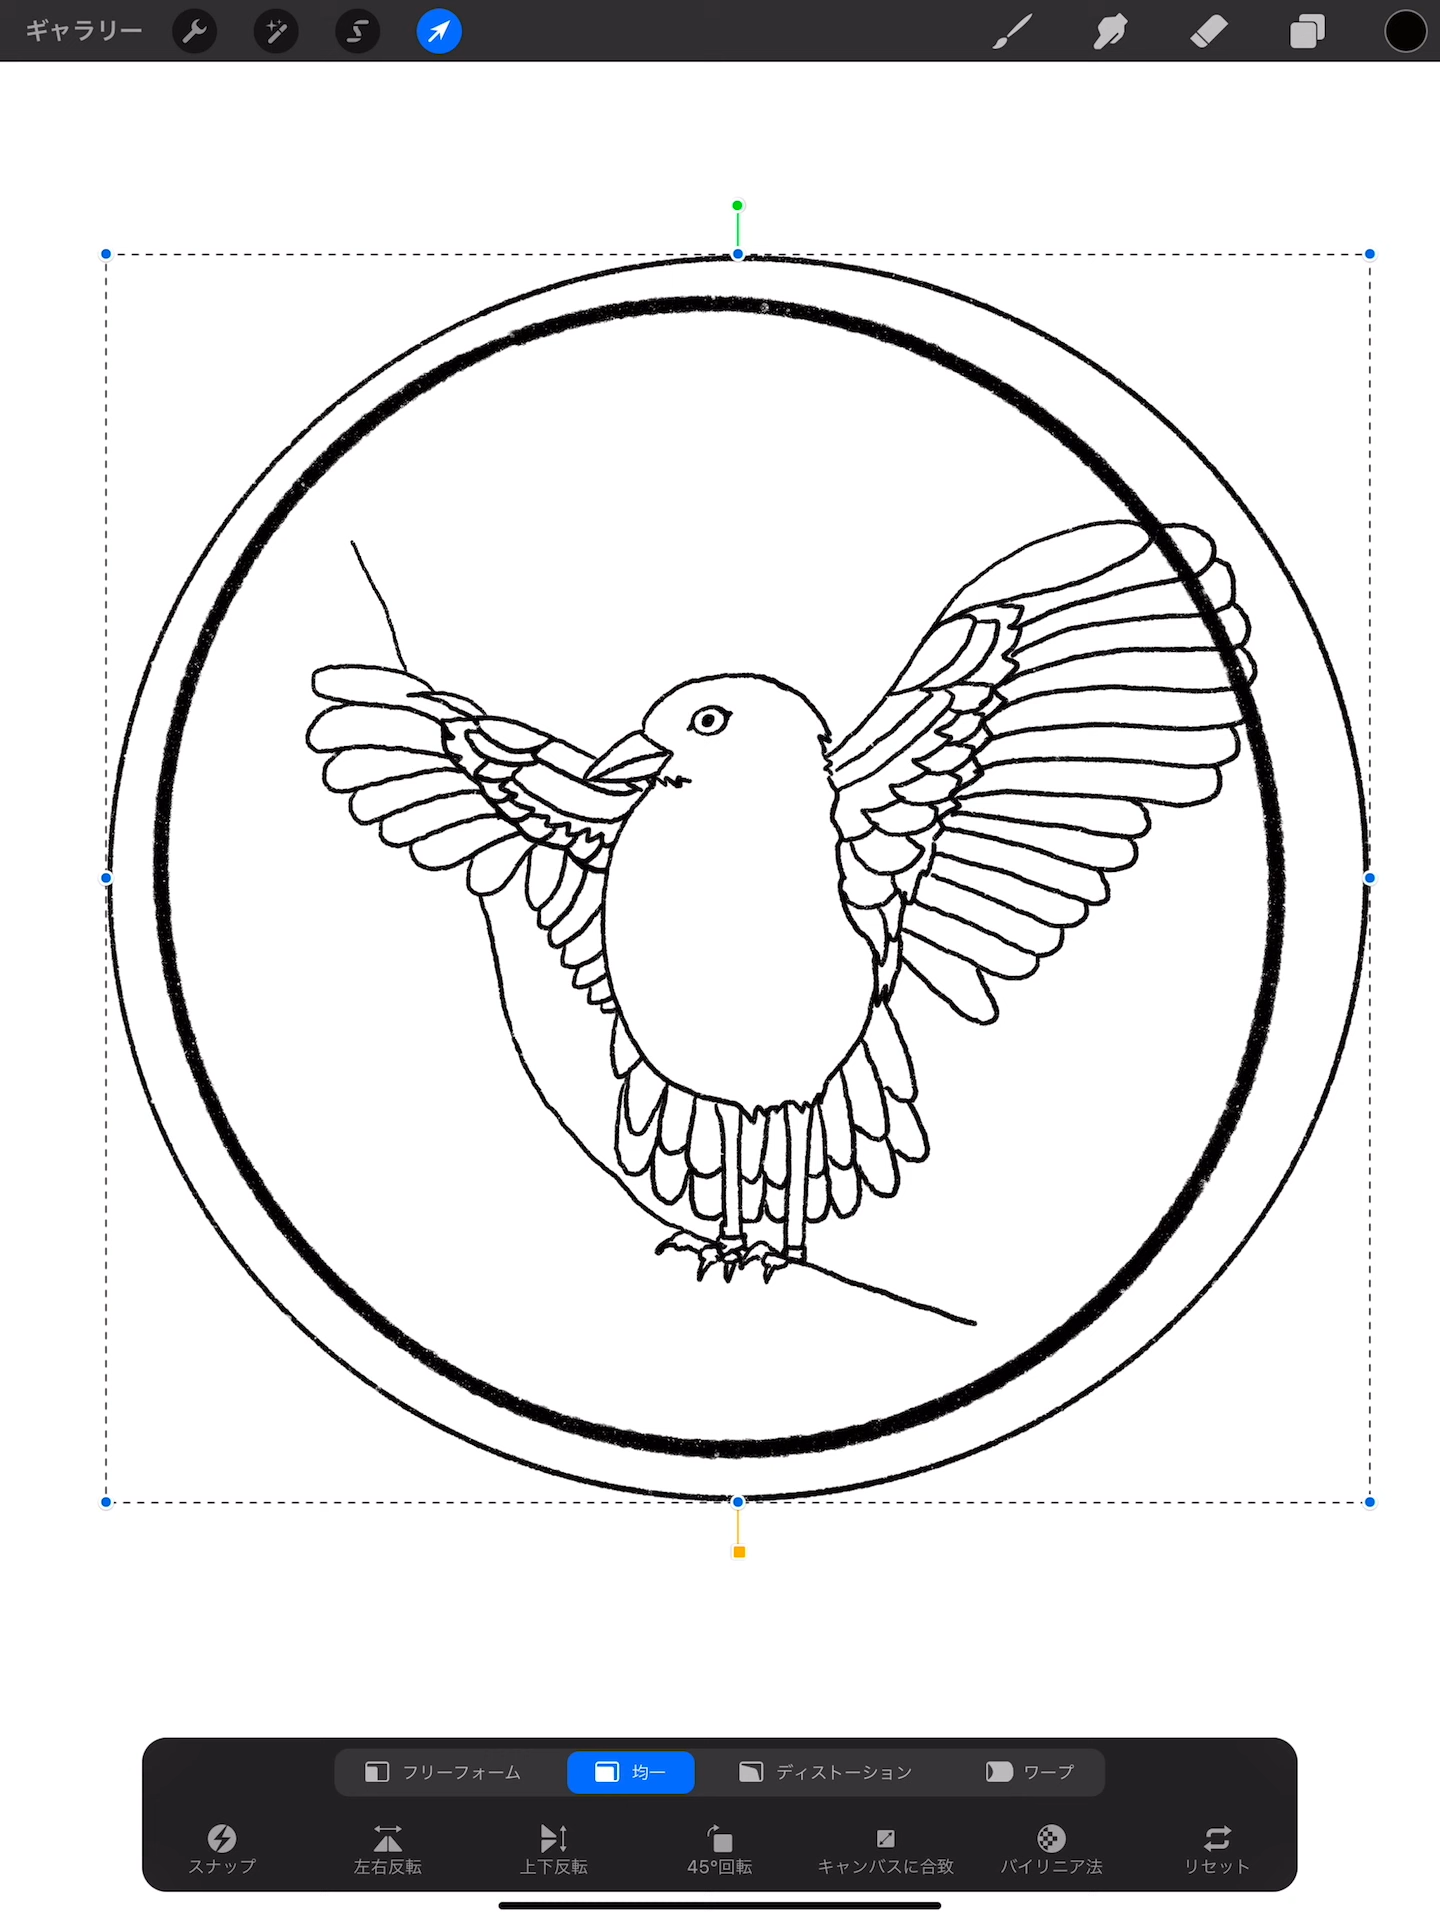 ギャラリー
フリーフォーム 均一 ディストーション ワープ
スナップ 左右反転 上下反転 45°回転 キャンバスに合致 バイリニア法 リセット